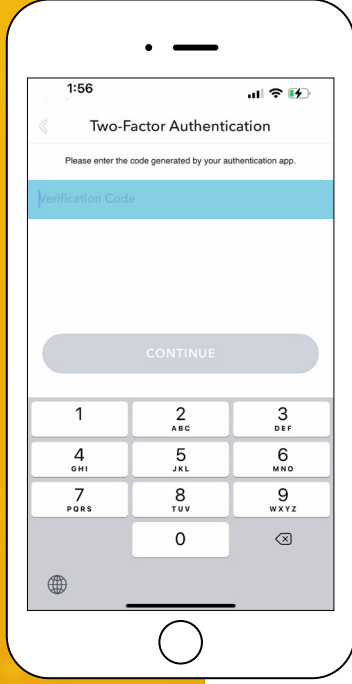 1:56
Two-Factor Authentication
Please enter the code generated by your authentication app.
Verification Code
CONTINUE
1 2 3
ABC DEF
4 5 6
GHI JKL MNO
7 8 9
PQRS TUV WXYZ
0